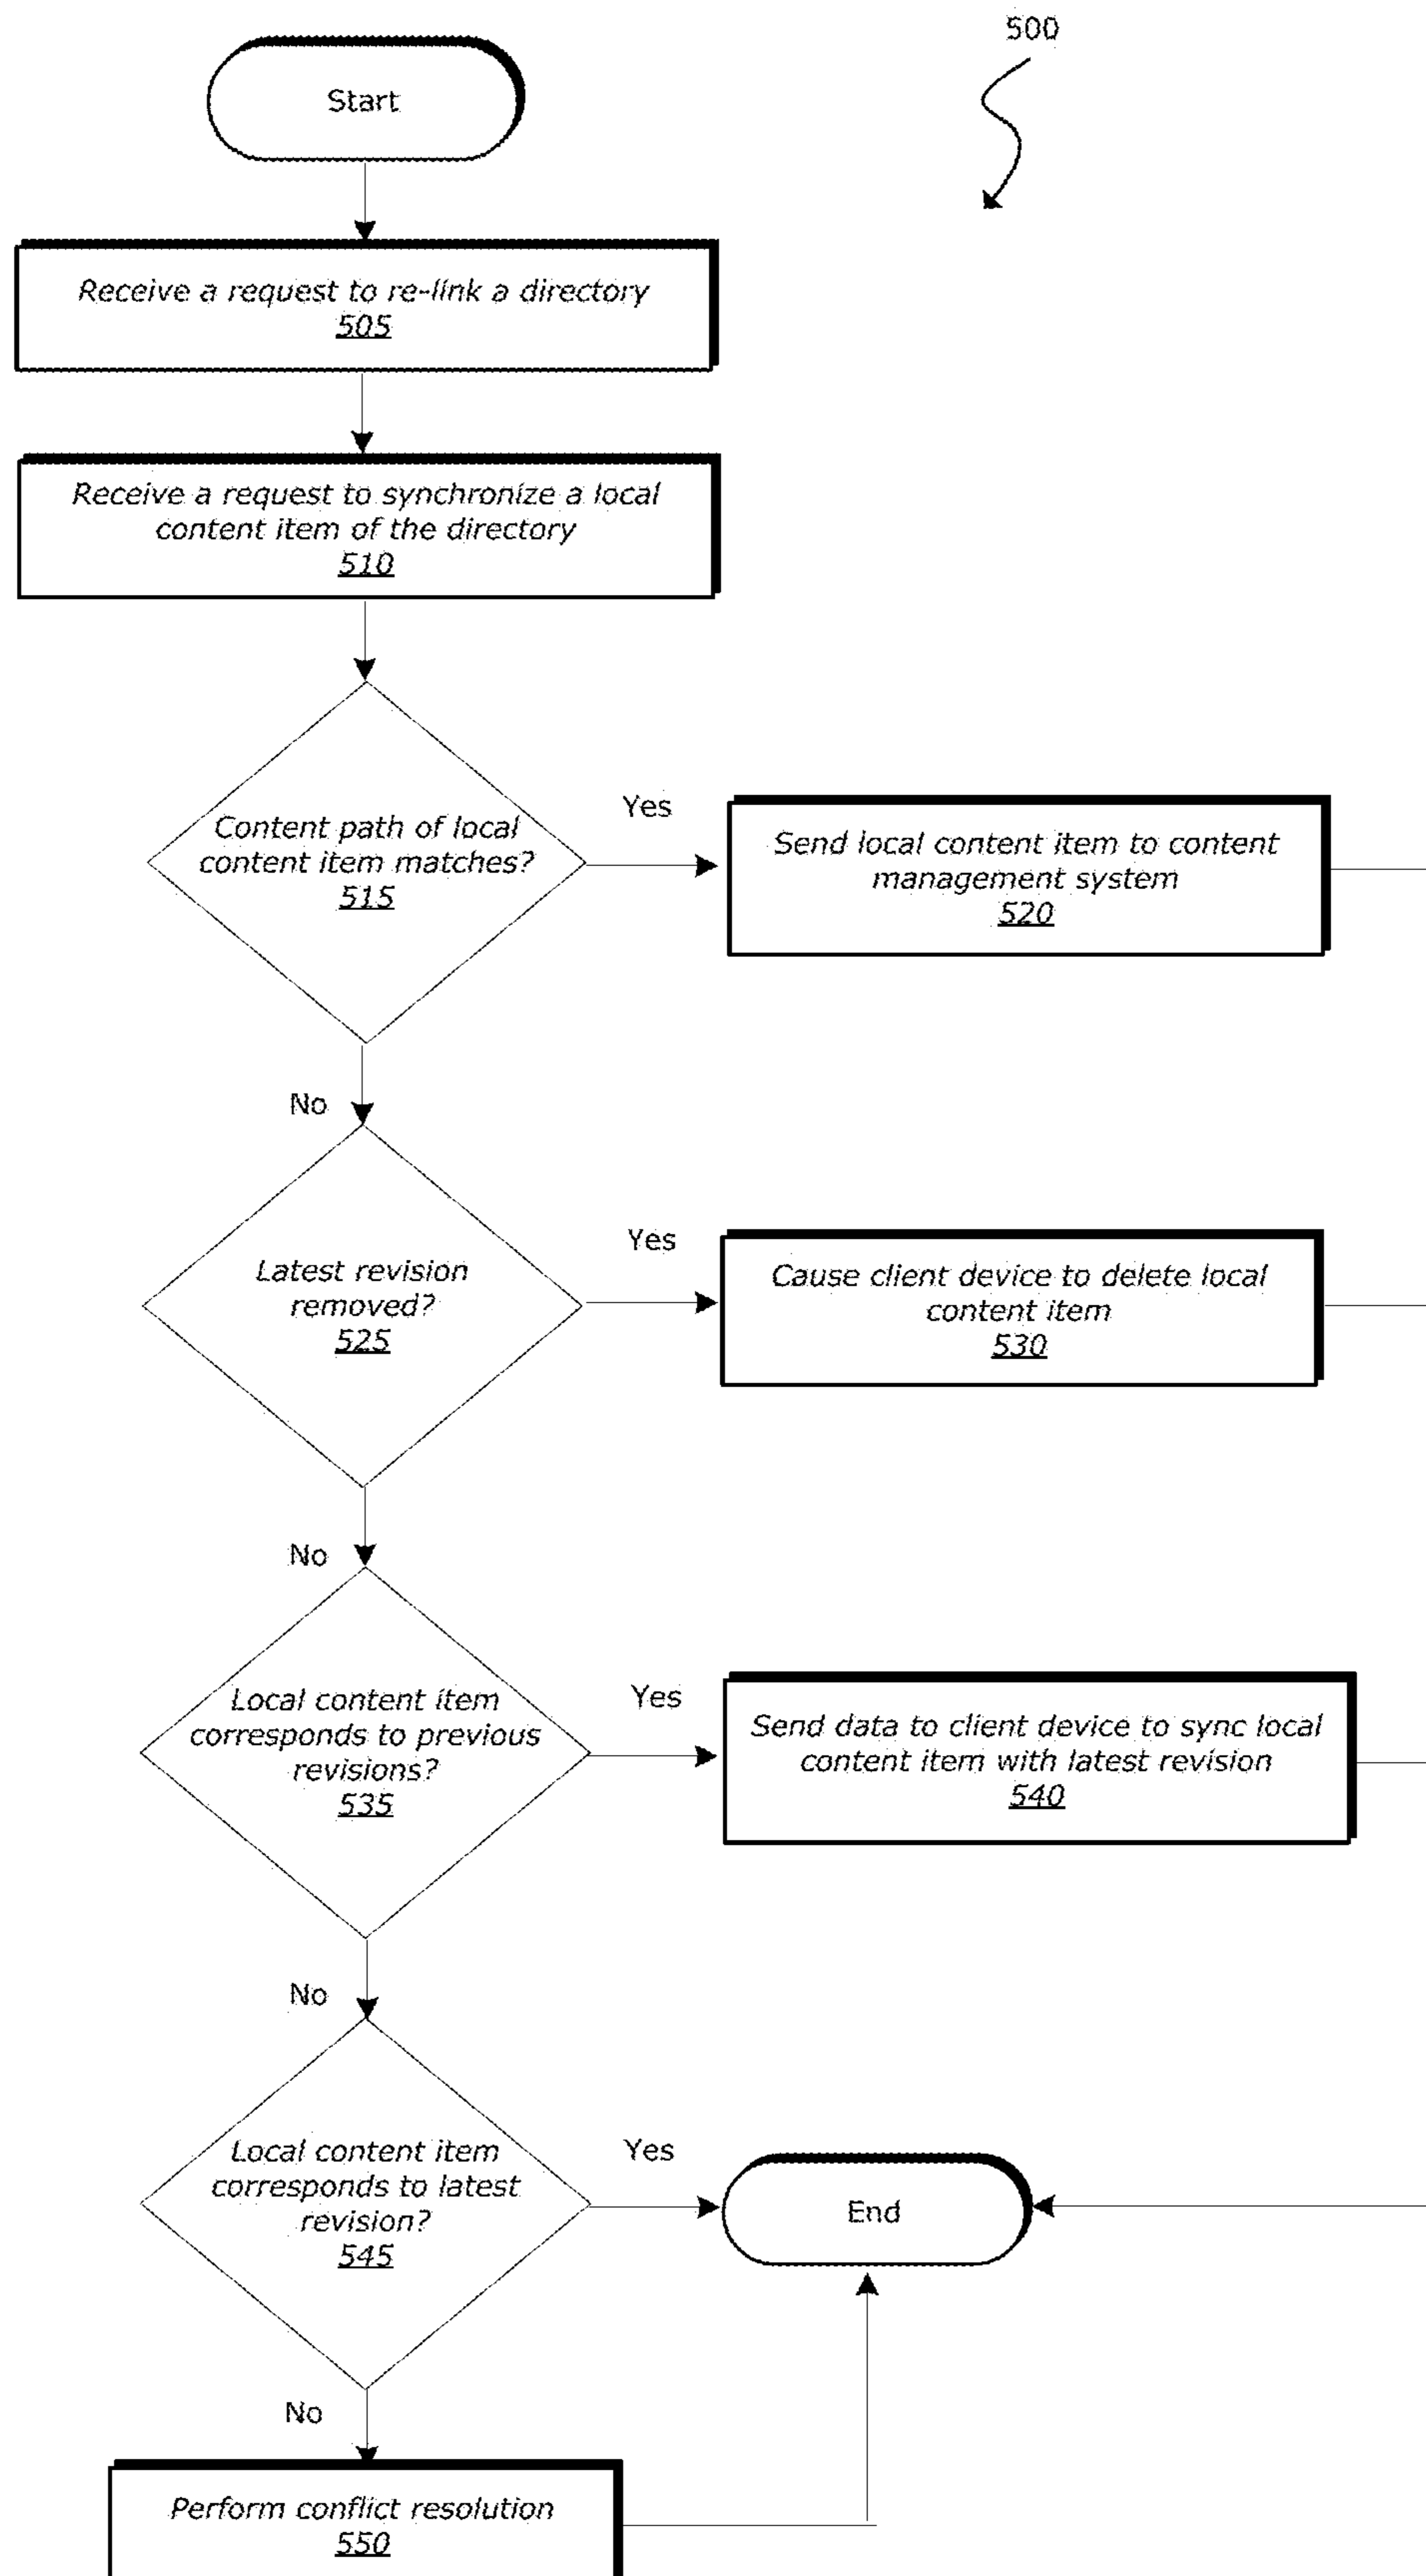 500
Start
Receive a request to re-link a directory
505
Receive a request to synchronize a local
content item of the directory
510
Content path of local
content item matches?
515
Yes
Send local content item to content
management system
520
No
Latest revision
removed?
525
Yes
Cause client device to delete local
content item
530
No
Local content item
corresponds to previous
revisions?
535
Yes
Send data to client device to sync local
content item with latest revision
540
No
Local content item
corresponds to latest
revision?
545
Yes
End
No
Perform conflict resolution
550